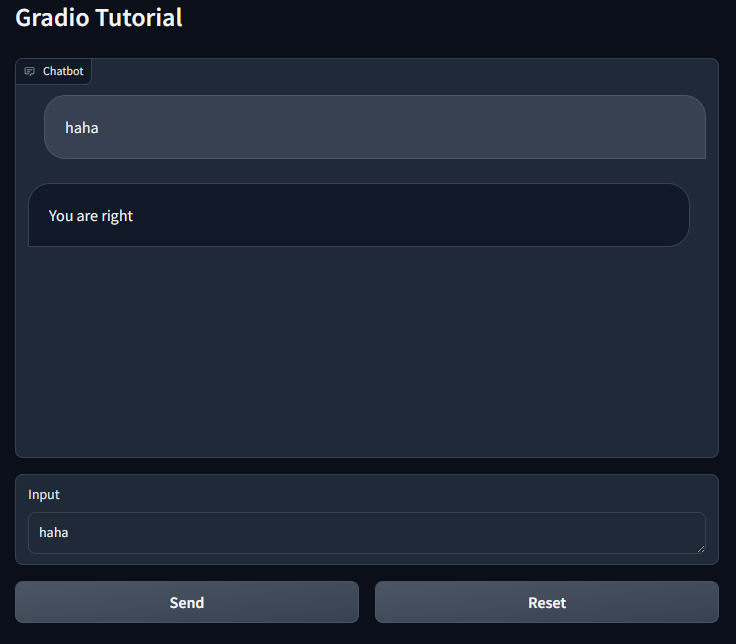 Gradio Tutorial
Chatbot
haha
You are right
Input
haha
Send
Reset